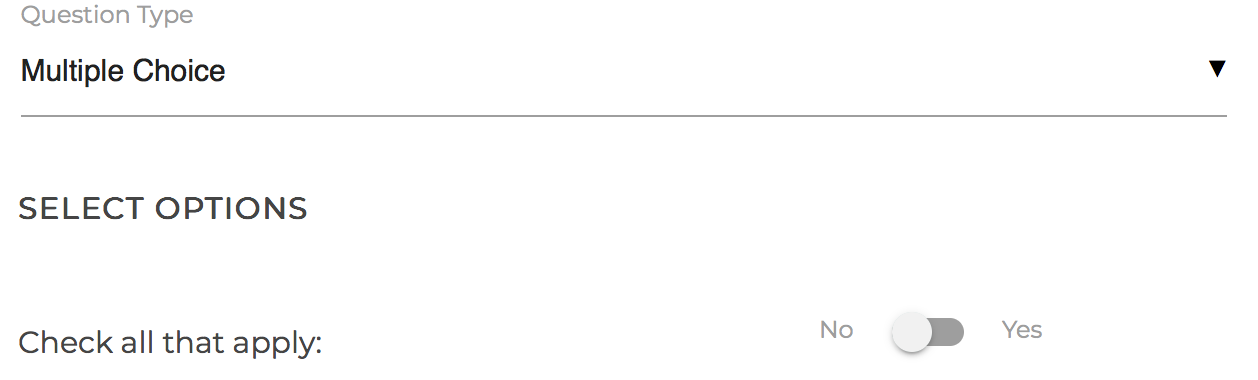 Question Type
Multiple Choice
SELECT OPTIONS
Check all that apply:
No Yes